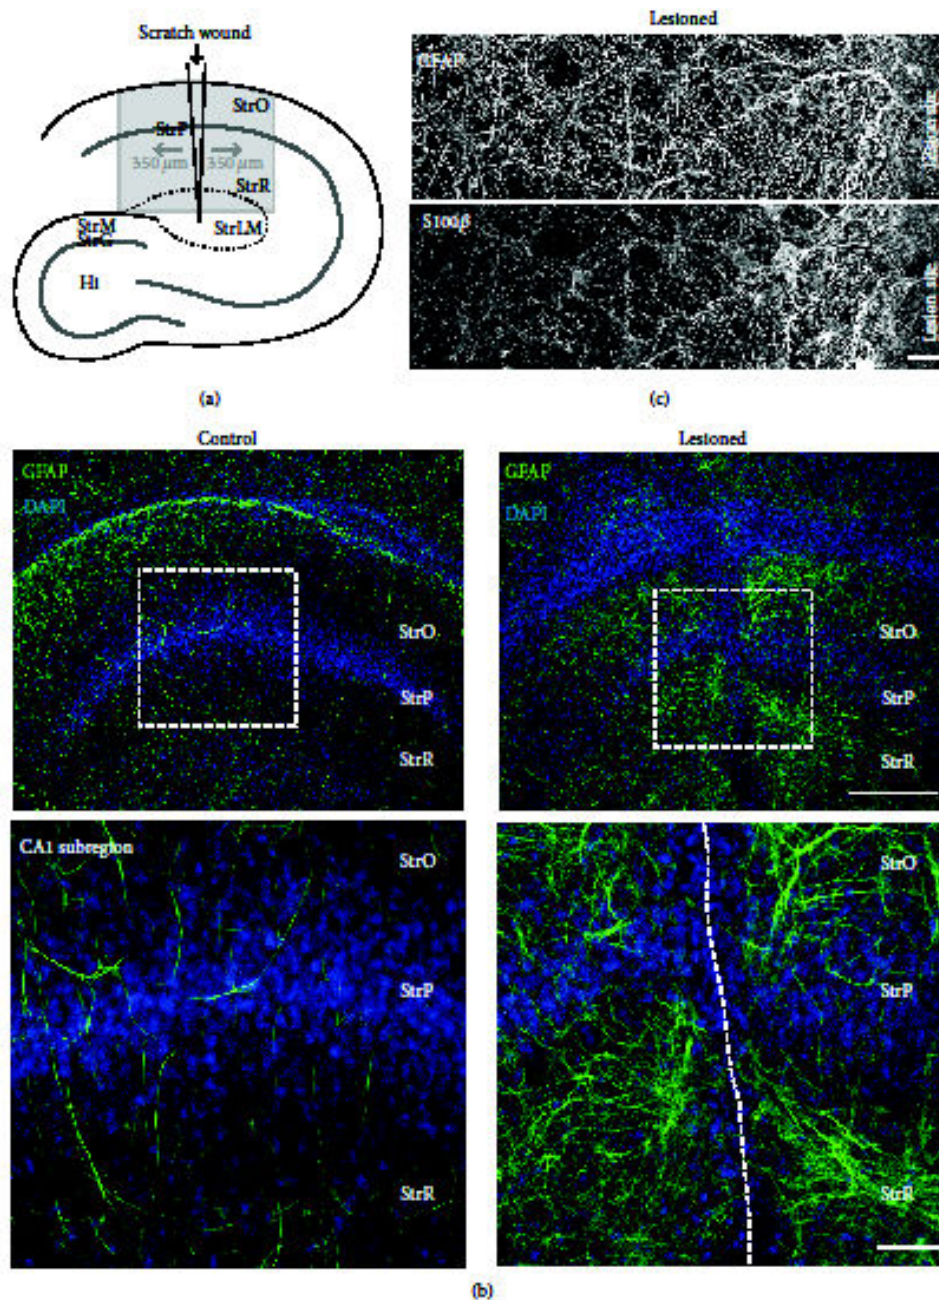 Scratch wound
StrO
StrP
350 μm 350 μm
StrR
StrM
StrLM
Hi
(a)
Lesioned
GFAP
S100β
Lesion site
(c)
Control
GFAP
DAPI
StrO
StrP
StrR
Lesioned
GFAP
DAPI
StrO
StrP
StrR
CA1 subregion
StrO
StrP
StrR
StrO
StrP
StrR
(b)